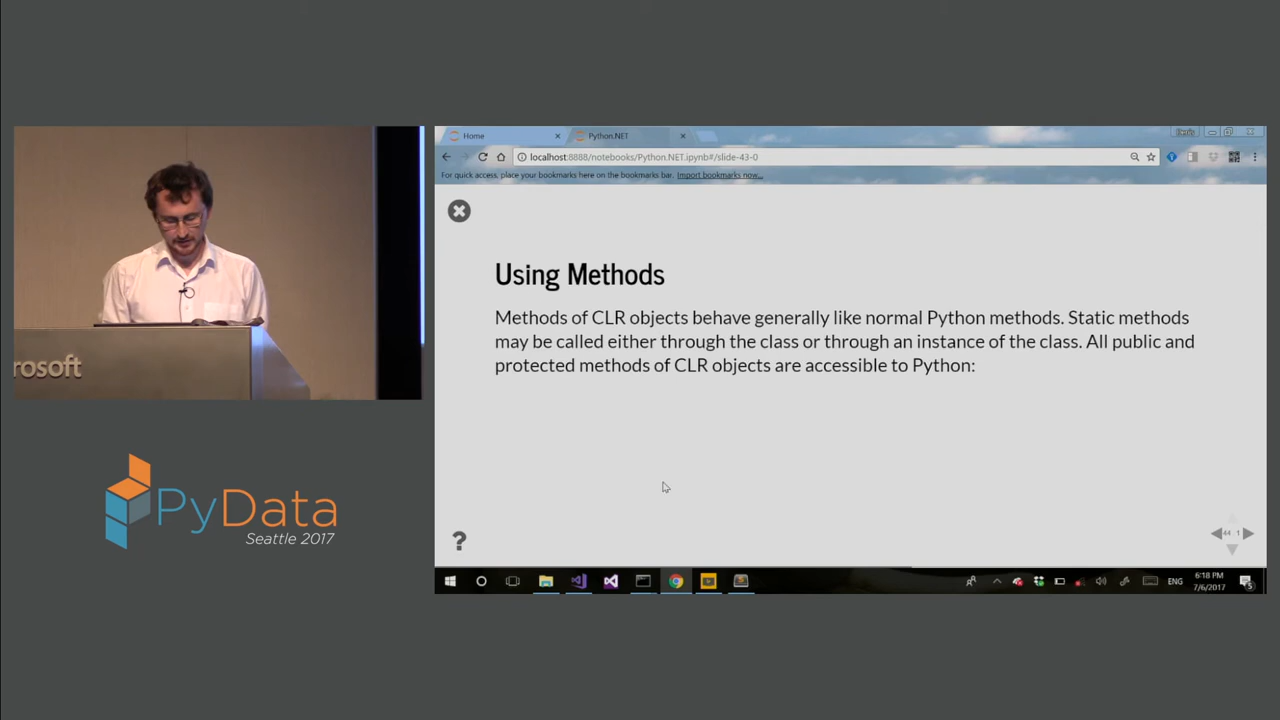 Home
Python.NET
Denis
localhost:8888/notebooks/Python.NET.ipynb#/slide-43-0
For quick access, place your bookmarks here on the bookmarks bar. Import bookmarks now...
Using Methods
Methods of CLR objects behave generally like normal Python methods. Static methods
may be called either through the class or through an instance of the class. All public and
protected methods of CLR objects are accessible to Python:
rosoft
PyData
Seattle 2017
?
44 1
ENG
6:18 PM
7/6/2017
5